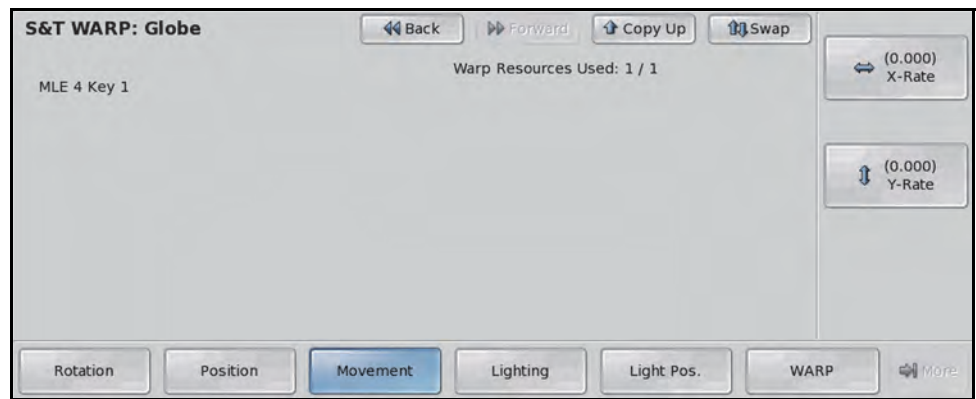 S&T WARP: Globe
Back
Forward
Copy Up
Swap
Warp Resources Used: 1 / 1
MLE 4 Key 1
(0.000)
X-Rate
(0.000)
Y-Rate
Rotation
Position
Movement
Lighting
Light Pos.
WARP
More